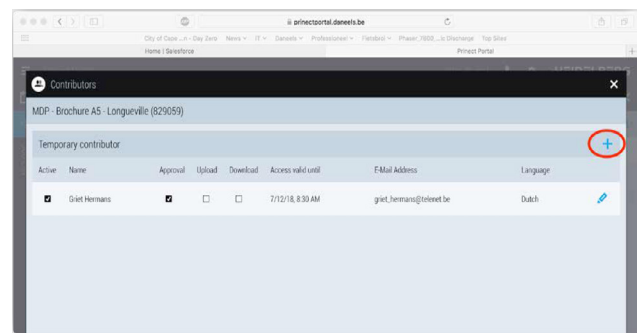 prinectportal.daneels.be
Home | Salesforce Prinect Portal
Contributors
MDP - Brochure A5 - Longueville (829059)
Temporary contributor
Active Name Approval Upload Download Access valid until E-Mail Address Language
Griet Hermans 7/12/18, 8:30 AM griet_hermans@telenet.be Dutch